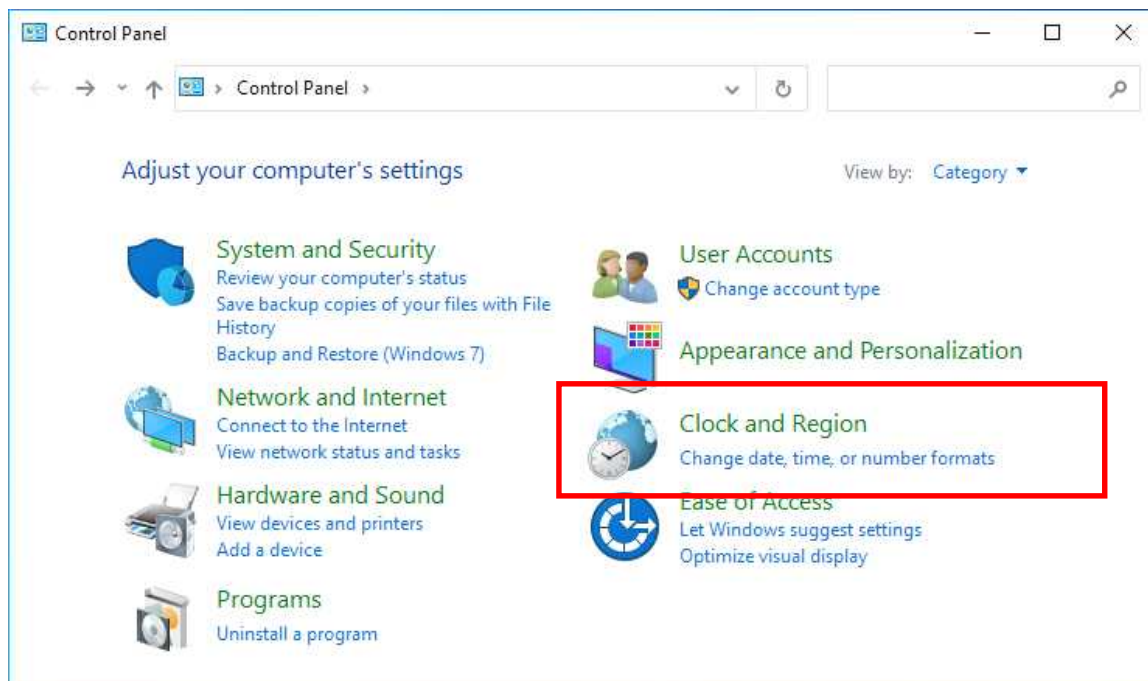 Control Panel
Control Panel
Adjust your computer's settings
View by: Category
System and Security
Review your computer's status
Save backup copies of your files with File
History
Backup and Restore (Windows 7)
Network and Internet
Connect to the Internet
View network status and tasks
Hardware and Sound
View devices and printers
Add a device
Programs
Uninstall a program
User Accounts
Change account type
Appearance and Personalization
Clock and Region
Change date, time, or number formats
Ease of Access
Let Windows suggest settings
Optimize visual display